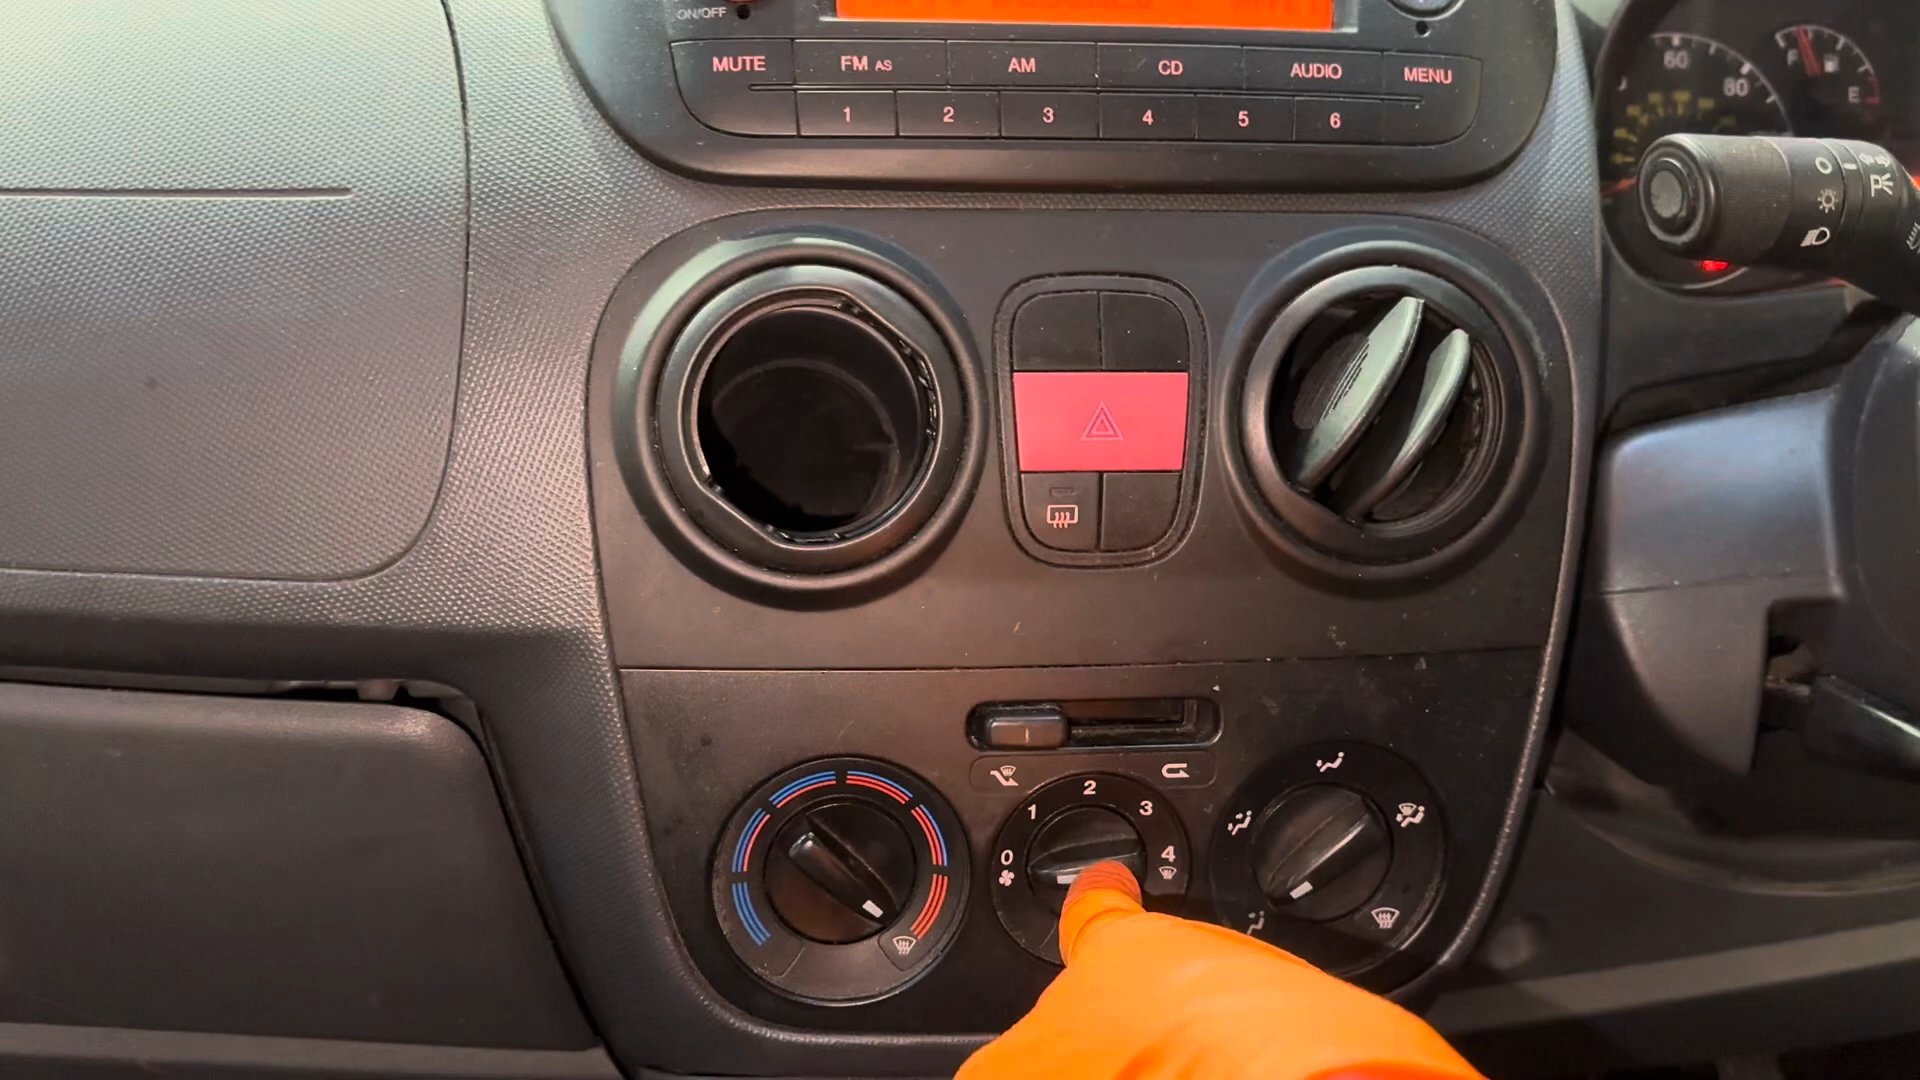 ON/OFF
MUTE FM AS AM CD AUDIO MENU
1 2 3 4 5 6
60
80
F
E
2
1 3
0 4